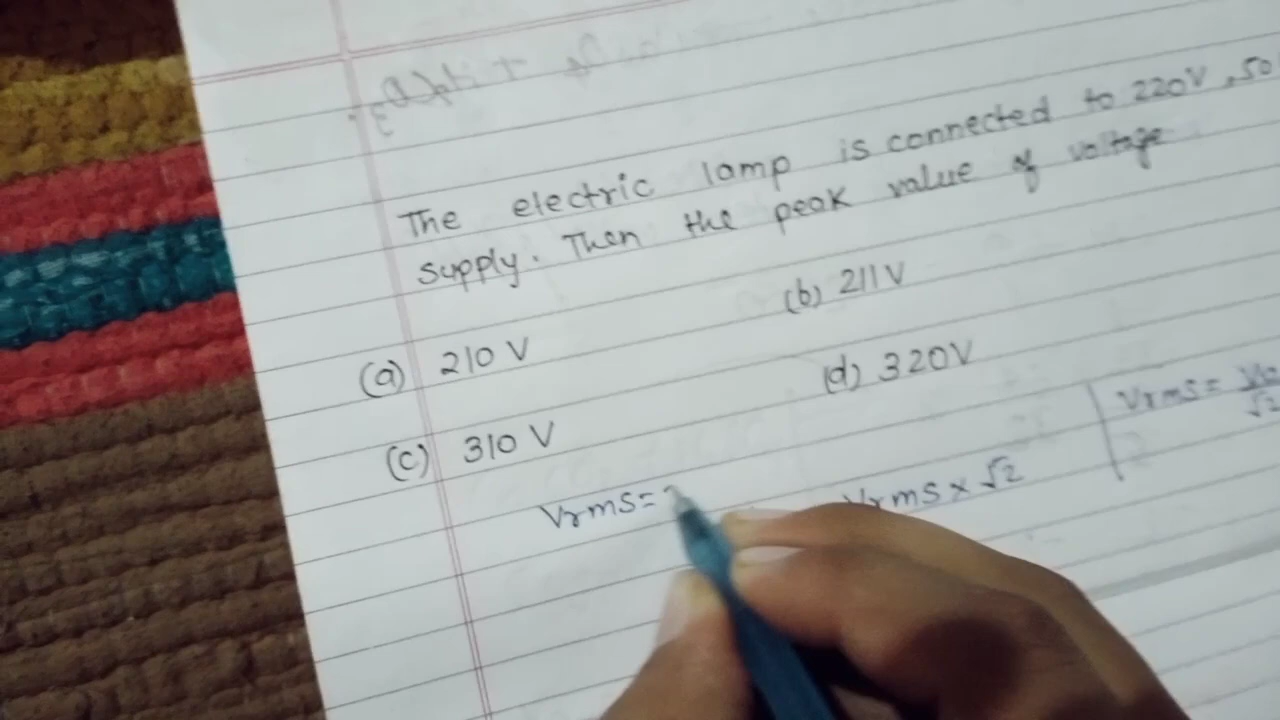 The electric lamp is connected to 220V, 50
supply. Then the peak value of voltage
(a) 210 V (b) 211 V
(c) 310 V (d) 320V
Vrms= Vrms × √2 Vrms =